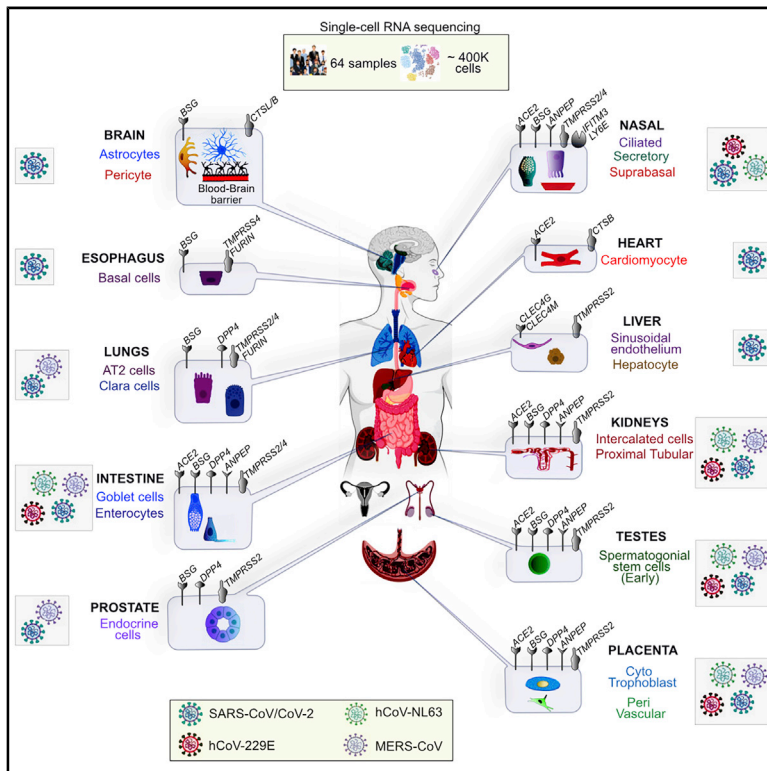 Single-cell RNA sequencing
64 samples
~ 400K
cells
BSG
CTSL/B
BRAIN
Astrocytes
Pericyte
Blood-Brain
barrier
BSG
TMPRSS4
FURIN
ESOPHAGUS
Basal cells
BSG
DPP4
TMPRSS2/4
FURIN
LUNGS
AT2 cells
Clara cells
ACE2
BSG
DPP4
ANPEP
TMPRSS2/4
INTESTINE
Goblet cells
Enterocytes
BSG
DPP4
TMPRSS2
PROSTATE
Endocrine
cells
ACE2
BSG
ANPEP
TMPRSS2/4
IFITM3
LY6E
NASAL
Ciliated
Secretory
Suprabasal
ACE2
CTSB
HEART
Cardiomyocyte
CLEC4G
CLEC4M
TMPRSS2
LIVER
Sinusoidal
endothelium
Hepatocyte
ACE2
BSG
DPP4
ANPEP
TMPRSS2
KIDNEYS
Intercalated cells
Proximal Tubular
ACE2
BSG
DPP4
ANPEP
TMPRSS2
TESTES
Spermatogonial
stem cells
(Early)
ACE2
BSG
DPP4
ANPEP
TMPRSS2
PLACENTA
Cyto
Trophoblast
Peri
Vascular
SARS-CoV/CoV-2
hCoV-NL63
hCoV-229E
MERS-CoV